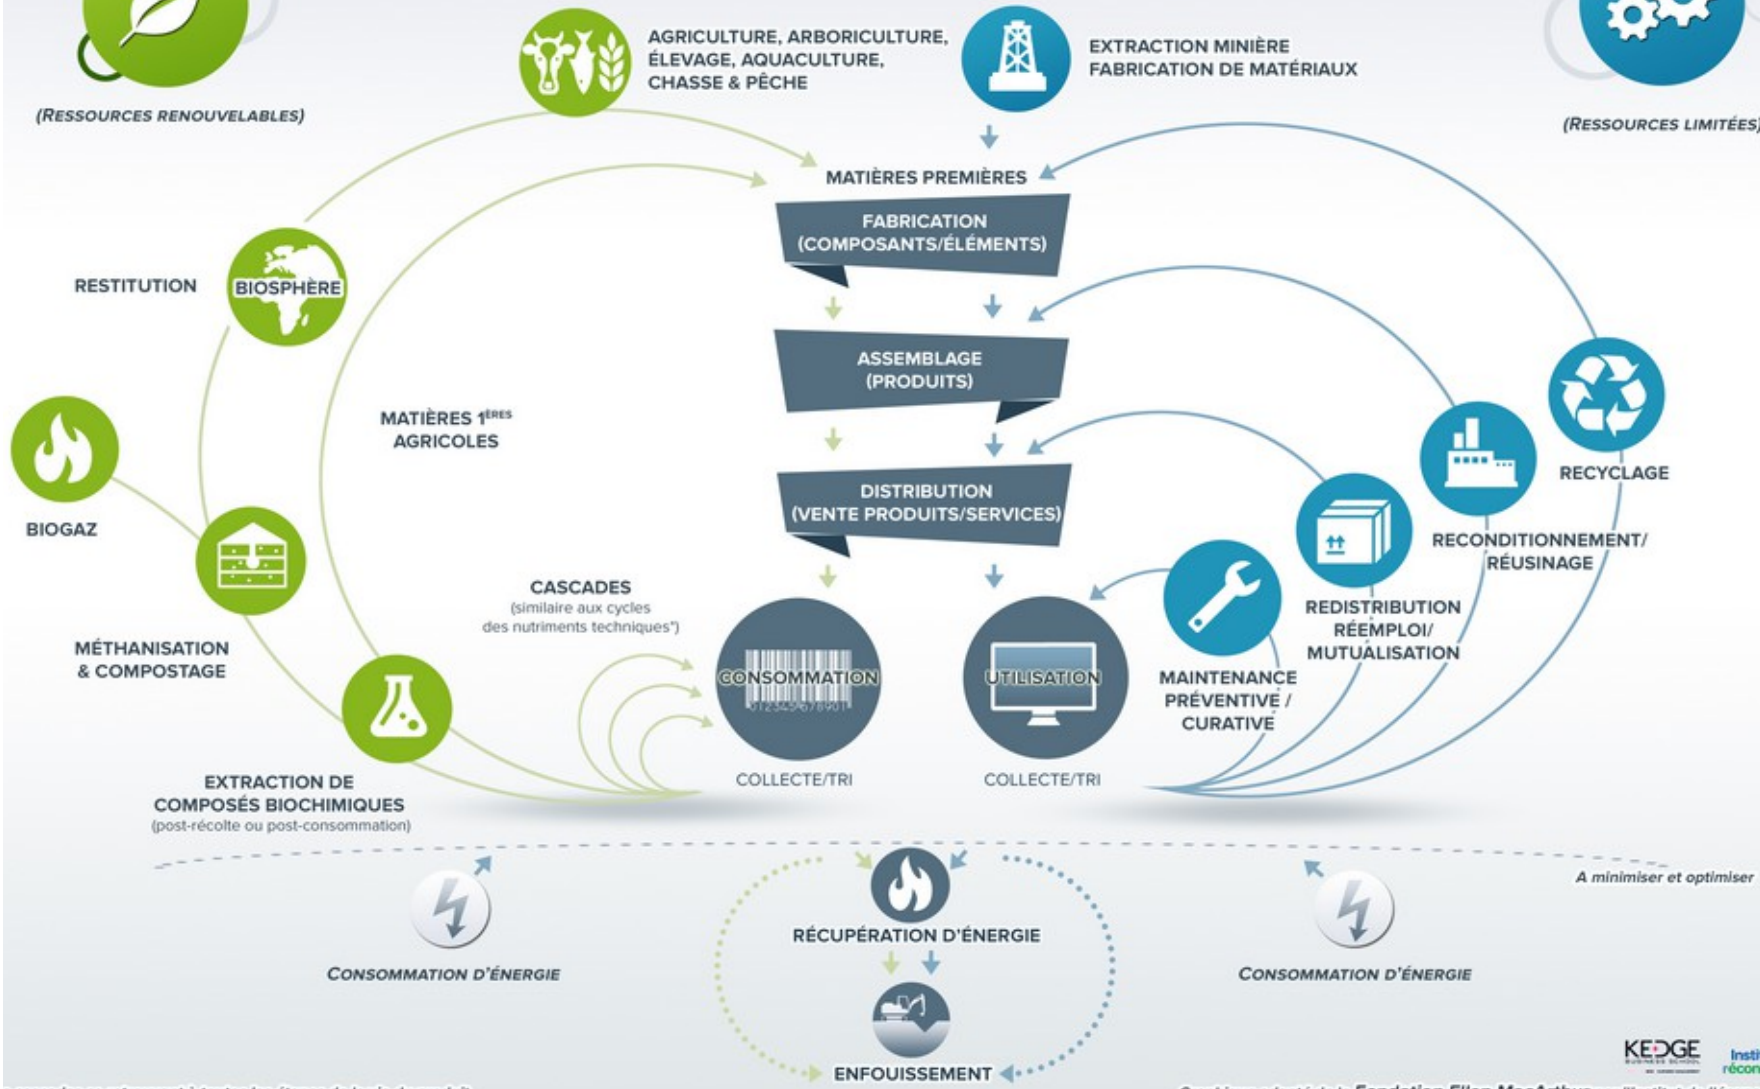 AGRICULTURE, ARBORICULTURE,
ÉLEVAGE, AQUACULTURE,
CHASSE & PÊCHE
EXTRACTION MINIÈRE
FABRICATION DE MATÉRIAUX
(RESSOURCES RENOUVELABLES)
(RESSOURCES LIMITÉES)
MATIÈRES PREMIÈRES
FABRICATION
(COMPOSANTS/ÉLÉMENTS)
RESTITUTION
BIOSPHÈRE
ASSEMBLAGE
(PRODUITS)
MATIÈRES 1ÈRES
AGRICOLES
RECYCLAGE
DISTRIBUTION
(VENTE PRODUITS/SERVICES)
BIOGAZ
RECONDITIONNEMENT/
RÉUSINAGE
CASCADES
(similaire aux cycles
des nutriments techniques*)
REDISTRIBUTION
RÉEMPLOI/
MUTUALISATION
MÉTHANISATION
& COMPOSTAGE
CONSOMMATION
012345678901
UTILISATION
MAINTENANCE
PRÉVENTIVE /
CURATIVE
COLLECTE/TRI
COLLECTE/TRI
EXTRACTION DE
COMPOSÉS BIOCHIMIQUES
(post-récolte ou post-consommation)
A minimiser et optimiser
RÉCUPÉRATION D'ÉNERGIE
CONSOMMATION D'ÉNERGIE
CONSOMMATION D'ÉNERGIE
ENFOUISSEMENT
KEDGE
BUSINESS SCHOOL